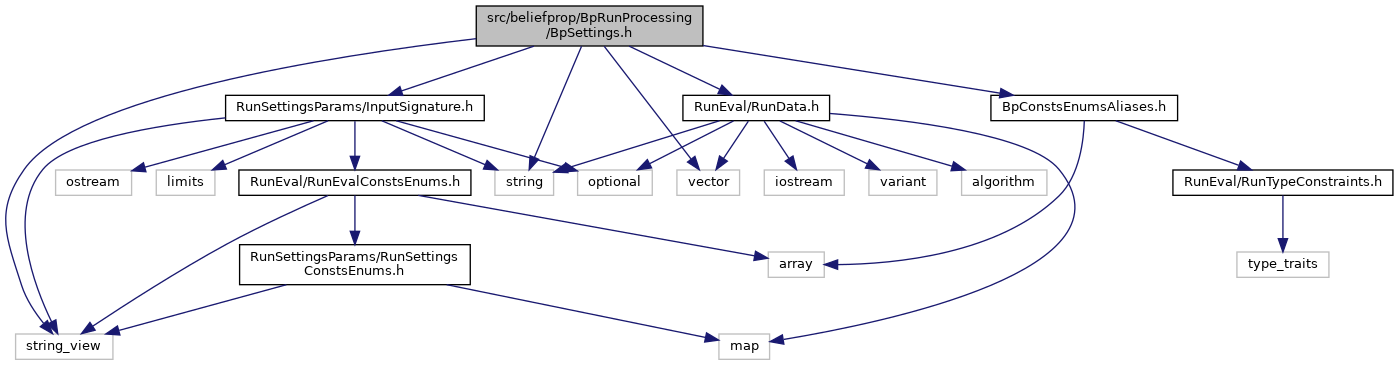 src/beliefprop/BpRunProcessing
/BpSettings.h
RunSettingsParams/InputSignature.h
RunEval/RunData.h
BpConstsEnumsAliases.h
ostream
limits
RunEval/RunEvalConstsEnums.h
string
optional
vector
iostream
variant
algorithm
RunEval/RunTypeConstraints.h
RunSettingsParams/RunSettings
ConstsEnums.h
array
type_traits
string_view
map